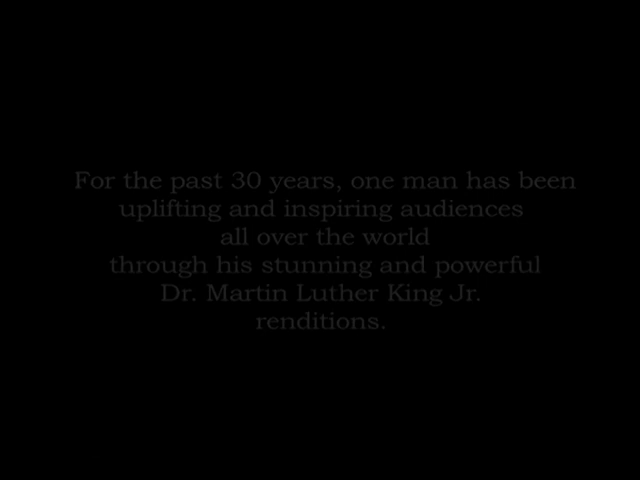 For the past 30 years, one man has been
uplifting and inspiring audiences
all over the world
through his stunning and powerful
Dr. Martin Luther King Jr.
renditions.